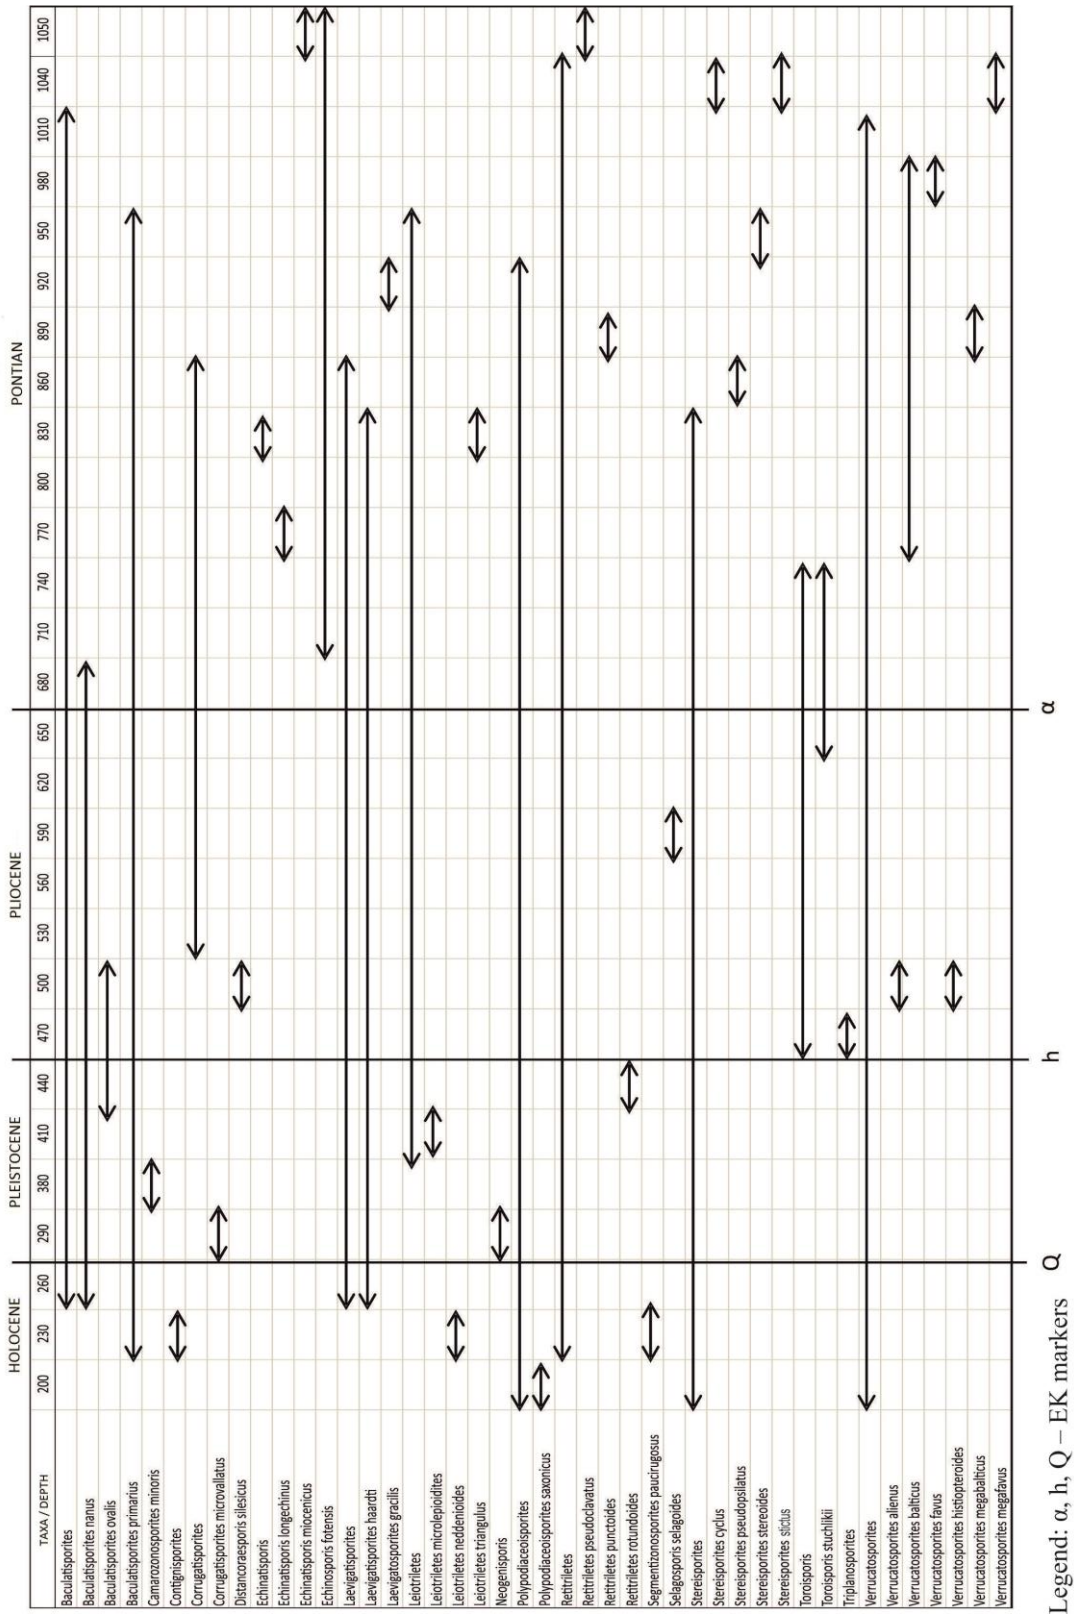 HOLOCENE PLEISTOCENE PLIOCENE PONTIAN
TAXA / DEPTH 200 230 260 290 380 410 440 470 500 530 560 590 620 650 680 710 740 770 800 830 860 890 920 950 980 1010 1040 1050
Baculatisporites
Baculatisporites nanus
Baculatisporites ovalis
Baculatisporites primarius
Camarozonosporites minoris
Contignisporites
Corrugatisporites
Corrugatisporites microvallatus
Distancoraesporis silesicus
Echinatisporis
Echinatisporis longechinus
Echinatisporis miocenicus
Echinosporis fotensis
Laevigatisporites
Laevigatisporites haardti
Laevigatosporites gracilis
Leiotriletes
Leiotriletes microlepioidites
Leiotrilites neddenioides
Leiotriletes triangulus
Neogenisporis
Polypodiaceoisporites
Polypodiaceoisporites saxonicus
Retitriletes
Retitriletes pseudoclavatus
Retitriletes punctoides
Retitriletes rotundoides
Segmentizonosporites paucirugosus
Selagosporis selagoides
Stereisporites
Stereisporites cyclus
Stereisporites pseudopsilatus
Stereisporites stereoides
Stereisporites stictus
Toroisporis
Toroisporis stuchlikii
Triplanosporites
Verrucatosporites
Verrucatosporites alienus
Verrucatosporites balticus
Verrucatosporites favus
Verrucatosporites histiopteroides
Verrucatosporites megabalticus
Verrucatosporites megafavus
Q h α
Legend: α, h, Q – EK markers